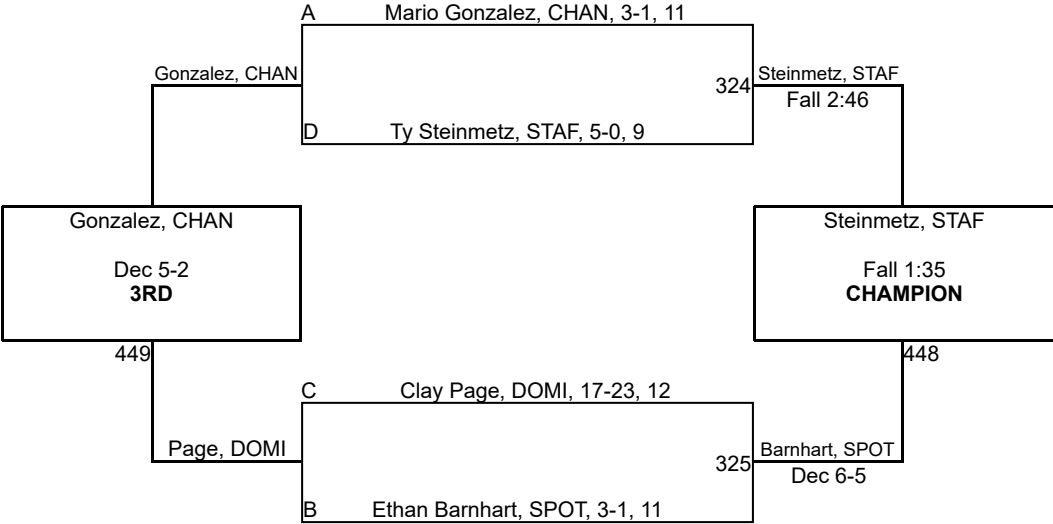 A Mario Gonzalez, CHAN, 3-1, 11
Gonzalez, CHAN
324
Steinmetz, STAF
Fall 2:46
D Ty Steinmetz, STAF, 5-0, 9
Gonzalez, CHAN
Dec 5-2
3RD
449
Steinmetz, STAF
Fall 1:35
CHAMPION
448
C Clay Page, DOMI, 17-23, 12
Page, DOMI
325
Barnhart, SPOT
Dec 6-5
B Ethan Barnhart, SPOT, 3-1, 11